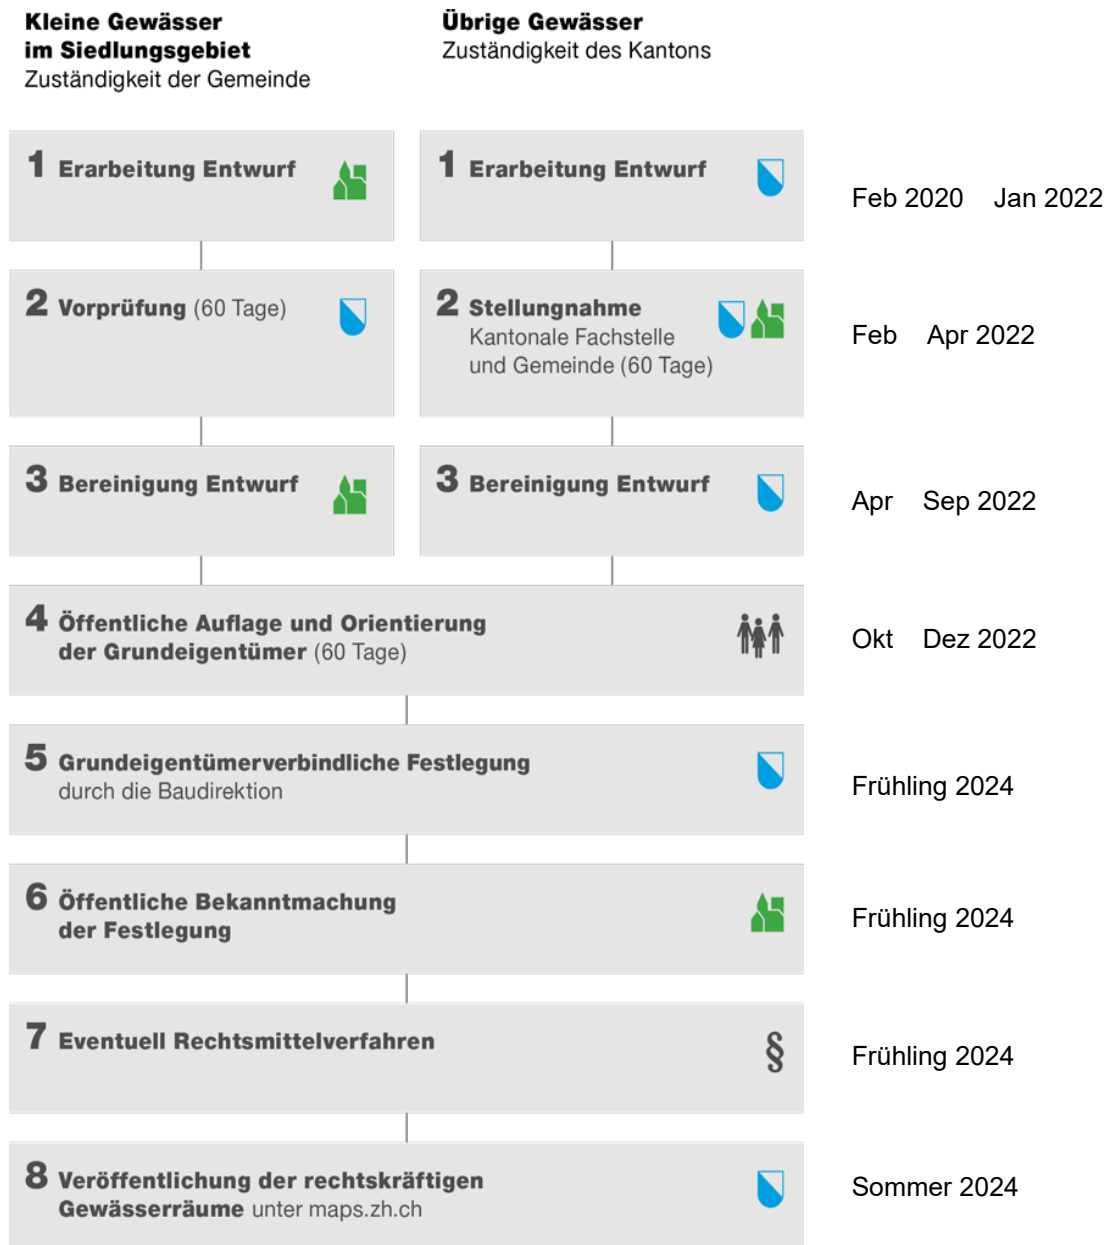 Kleine Gewässer
im Siedlungsgebiet
Zuständigkeit der Gemeinde
Übrige Gewässer
Zuständigkeit des Kantons
1 Erarbeitung Entwurf
1 Erarbeitung Entwurf
Feb 2020 Jan 2022
2 Vorprüfung (60 Tage)
2 Stellungnahme
Kantonale Fachstelle
und Gemeinde (60 Tage)
Feb Apr 2022
3 Bereinigung Entwurf
3 Bereinigung Entwurf
Apr Sep 2022
4 Öffentliche Auflage und Orientierung
der Grundeigentümer (60 Tage)
Okt Dez 2022
5 Grundeigentümerverbindliche Festlegung
durch die Baudirektion
Frühling 2024
6 Öffentliche Bekanntmachung
der Festlegung
Frühling 2024
7 Eventuell Rechtsmittelverfahren
§
Frühling 2024
8 Veröffentlichung der rechtskräftigen
Gewässerräume unter maps.zh.ch
Sommer 2024